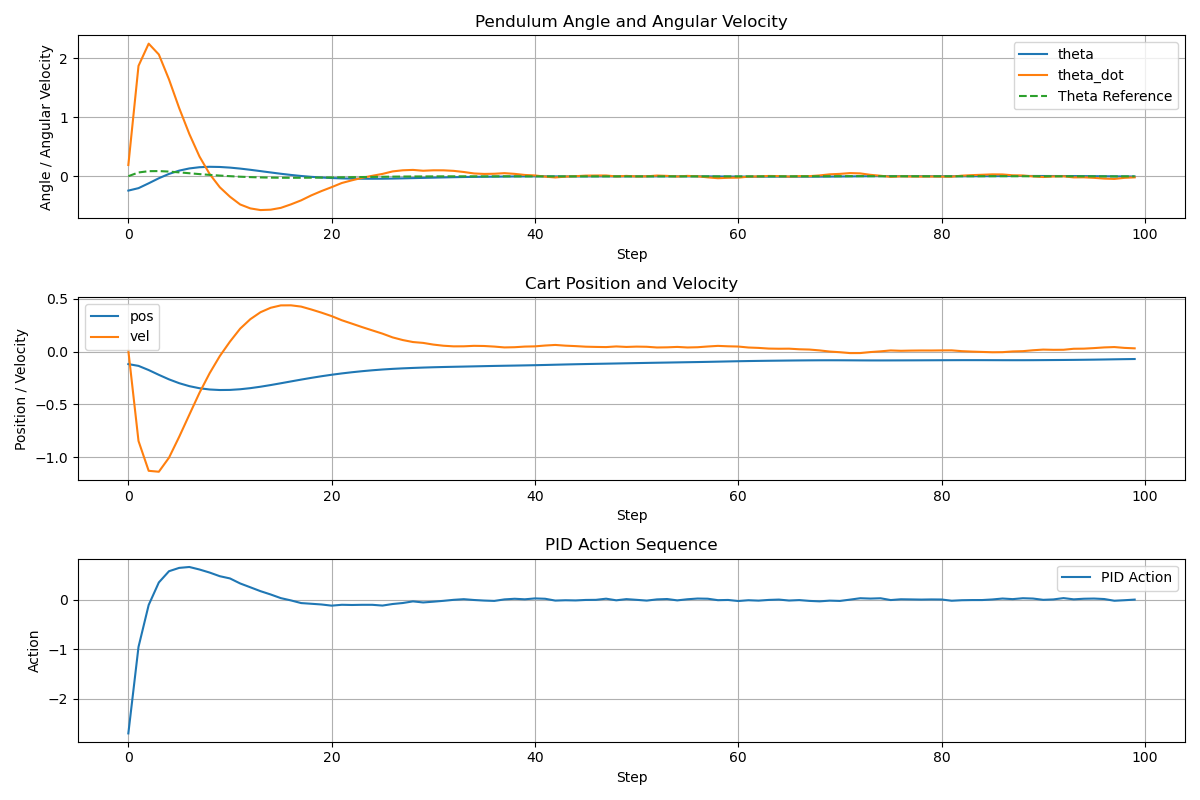 Pendulum Angle and Angular Velocity
Angle / Angular Velocity
2
1
0
theta
theta_dot
Theta Reference
0
20
40
60
80
100
Step
Cart Position and Velocity
Position / Velocity
0.5
0.0
−0.5
−1.0
pos
vel
0
20
40
60
80
100
Step
PID Action Sequence
Action
0
−1
−2
PID Action
0
20
40
60
80
100
Step